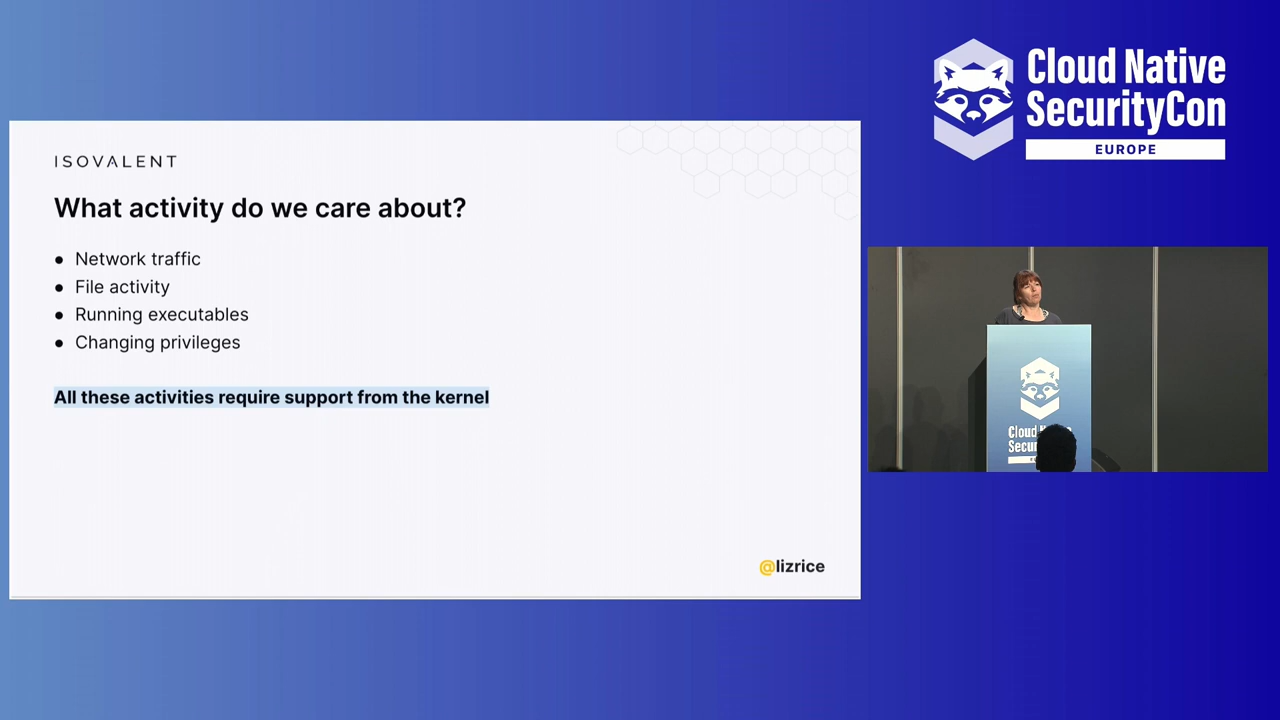 Cloud Native
SecurityCon
EUROPE
ISOVALENT
What activity do we care about?
● Network traffic
● File activity
● Running executables
● Changing privileges
All these activities require support from the kernel
@lizrice
Cloud